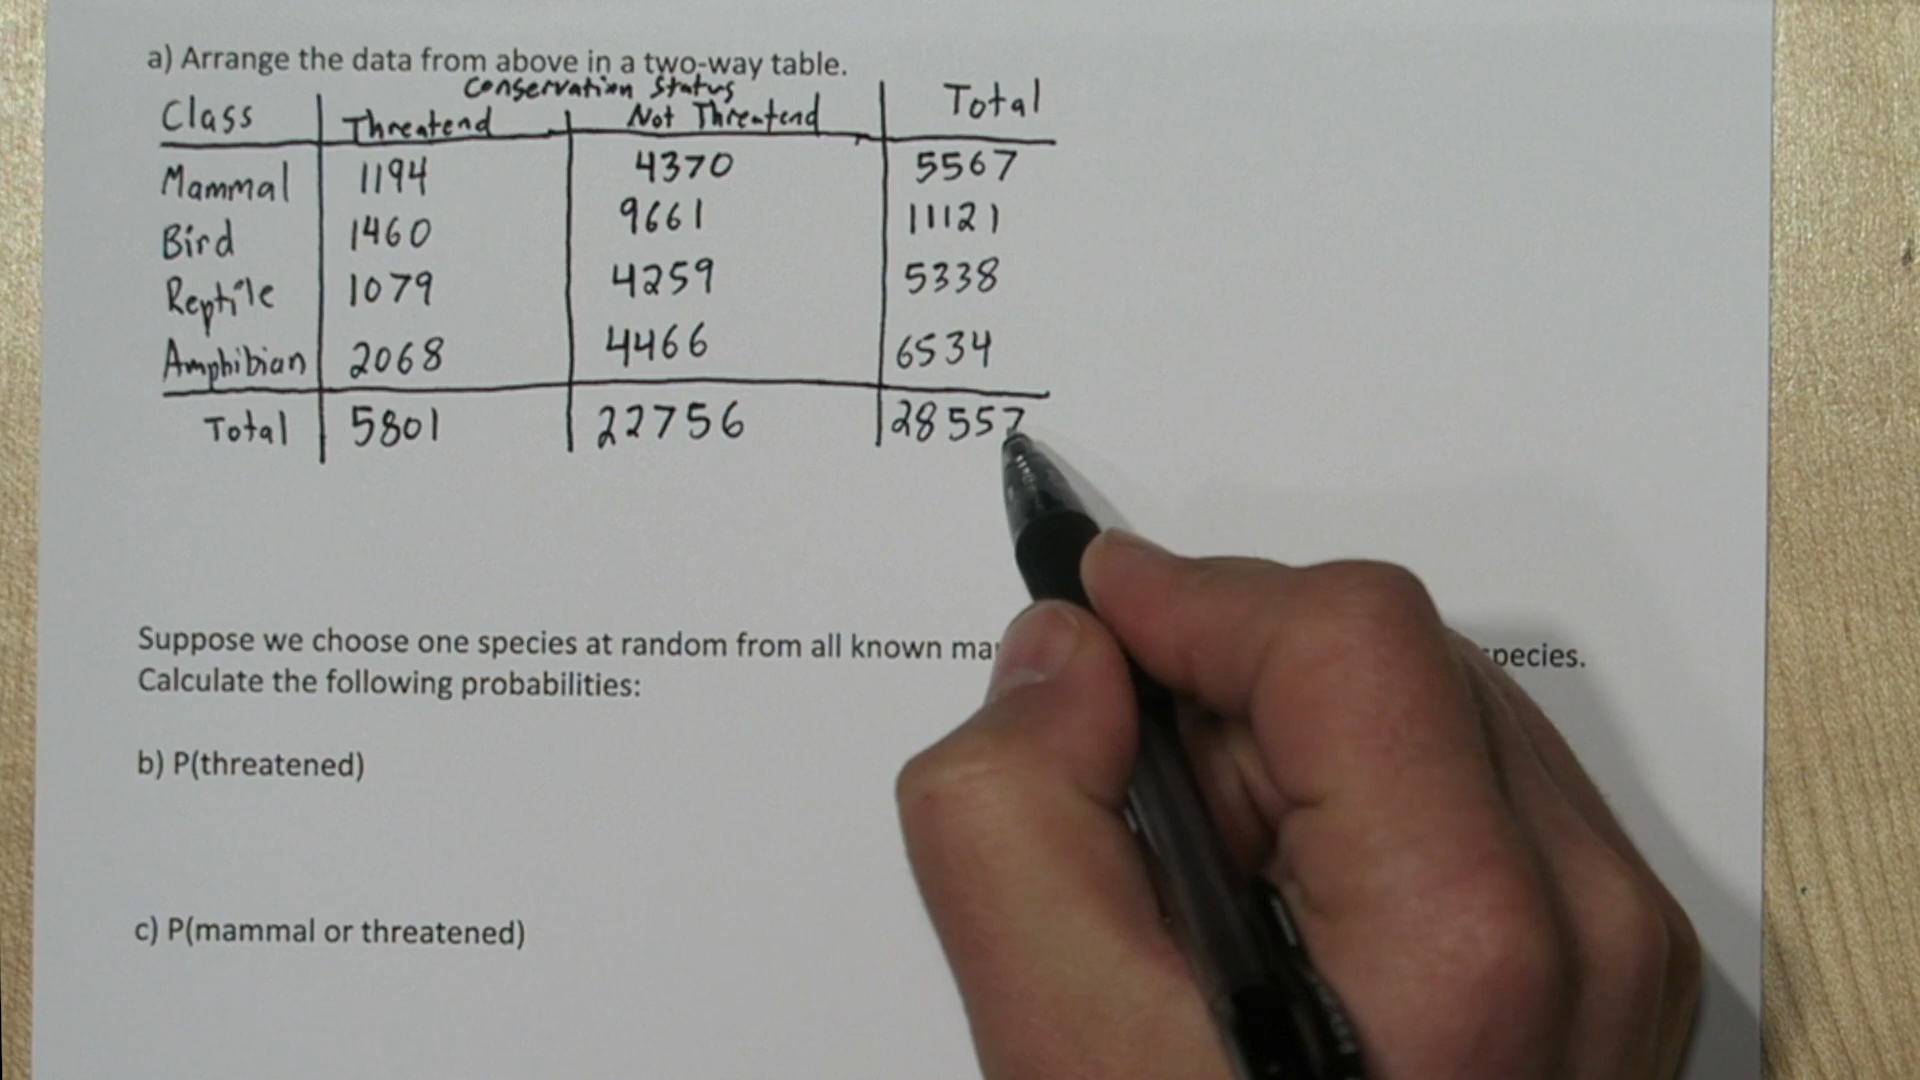 a) Arrange the data from above in a two-way table.
Conservation Status
Class Threatend Not Threatend Total
Mammal 1194 4370 5567
Bird 1460 9661 11121
Reptile 1079 4259 5338
Amphibian 2068 4466 6534
Total 5801 22756 28557
Suppose we choose one species at random from all known species.
Calculate the following probabilities:
b) P(threatened)
c) P(mammal or threatened)